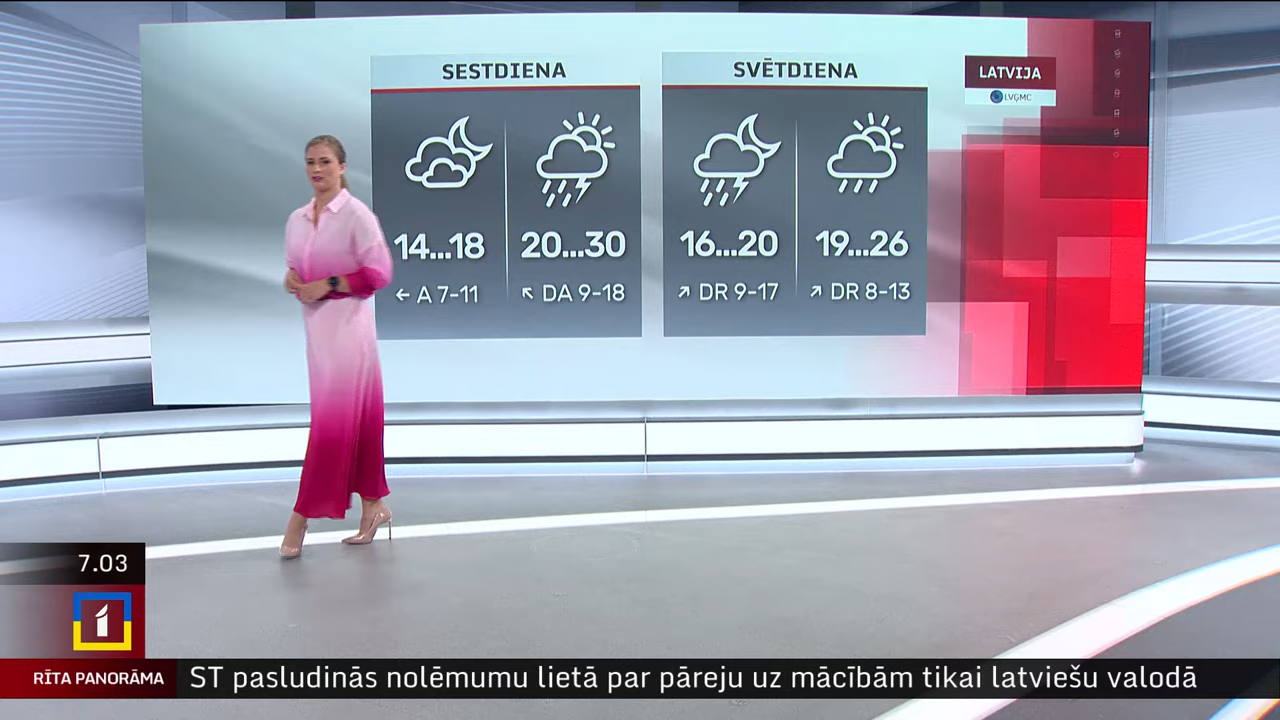 SESTDIENA
SVĒTDIENA
LATVIJA
LVĢMC
14...18
20...30
16...20
19...26
A 7-11
DA 9-18
DR 9-17
DR 8-13
7.03
1
RĪTA PANORĀMA
ST pasludinās nolēmumu lietā par pāreju uz mācībām tikai latviešu valodā